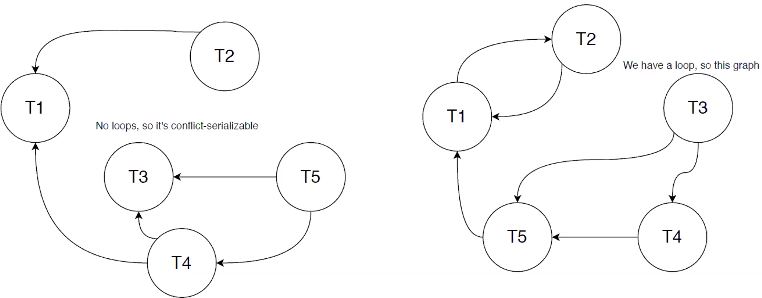 T2
T1
No loops, so it's conflict-serializable
T3
T5
T4
T2
We have a loop, so this graph
T3
T1
T5
T4